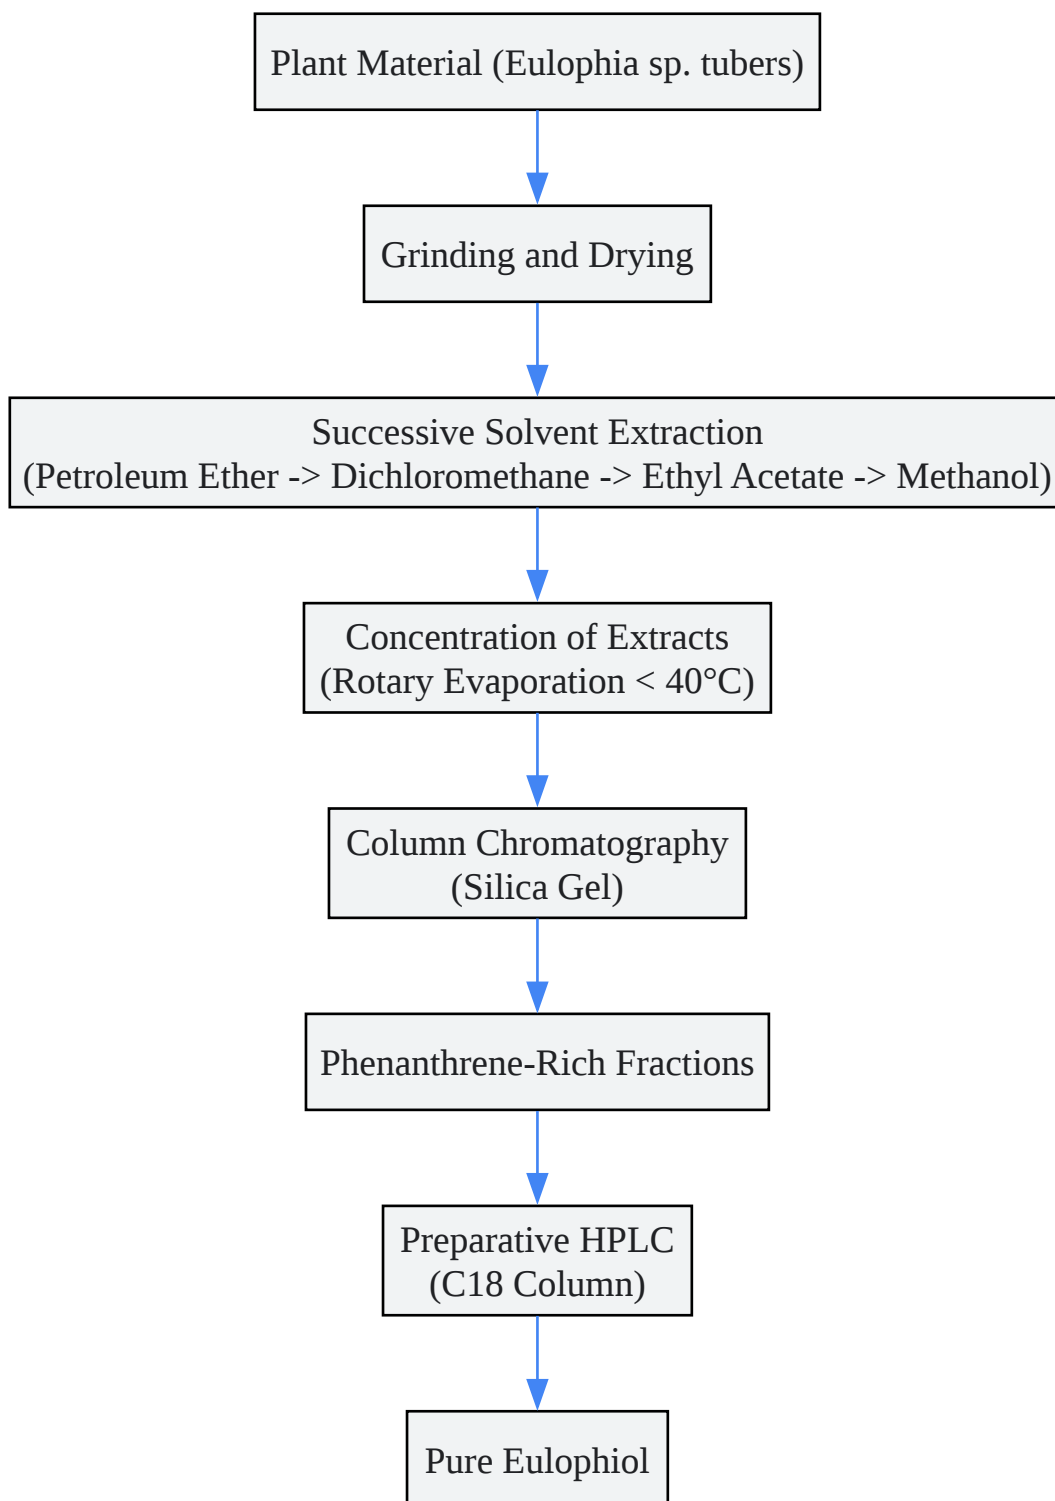 Plant Material (Eulophia sp. tubers)
Grinding and Drying
Successive Solvent Extraction
(Petroleum Ether -> Dichloromethane -> Ethyl Acetate -> Methanol)
Concentration of Extracts
(Rotary Evaporation < 40°C)
Column Chromatography
(Silica Gel)
Phenanthrene-Rich Fractions
Preparative HPLC
(C18 Column)
Pure Eulophiol